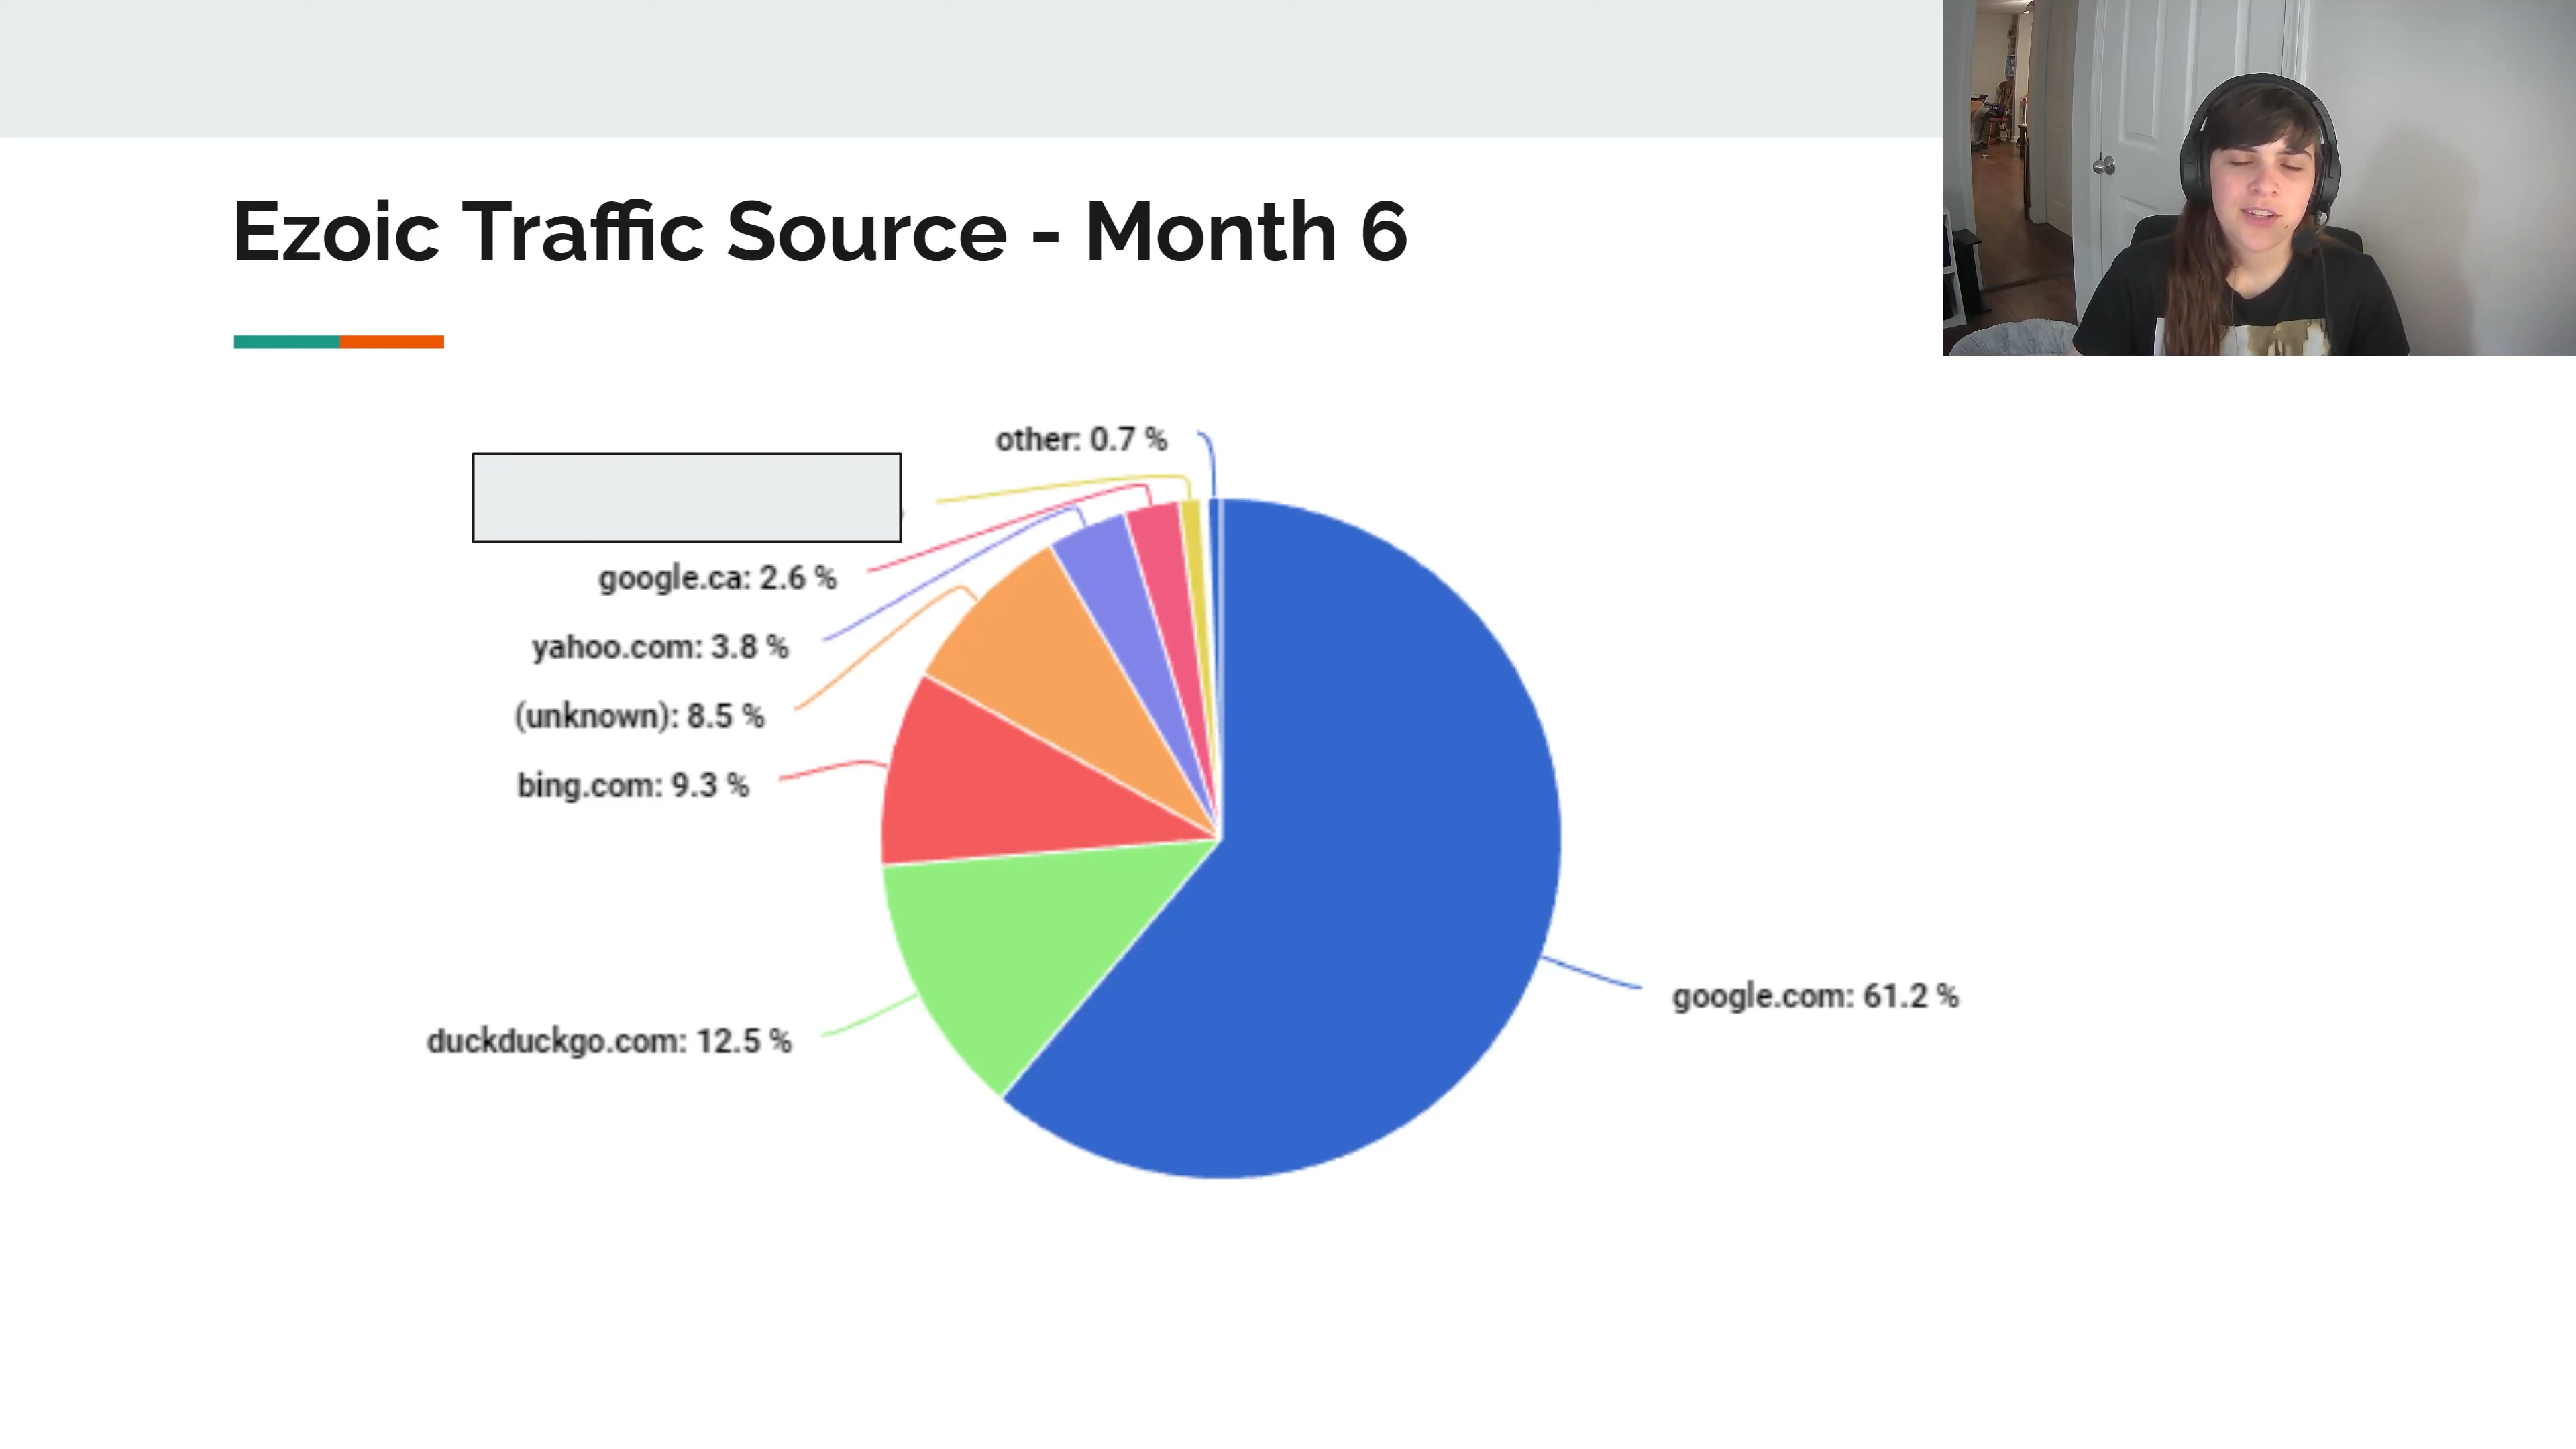 Ezoic Traffic Source - Month 6
other: 0.7 %
google.ca: 2.6 %
yahoo.com: 3.8 %
(unknown): 8.5 %
bing.com: 9.3 %
duckduckgo.com: 12.5 %
google.com: 61.2 %